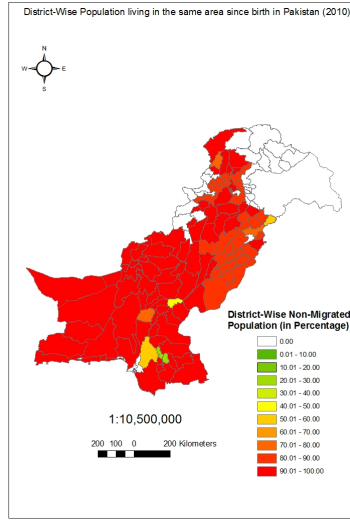 District-Wise Population living in the same area since birth in Pakistan (2010)
N
W E
S
District-Wise Non-Migrated
Population (in Percentage)
0.00
0.01 - 10.00
10.01 - 20.00
20.01 - 30.00
30.01 - 40.00
40.01 - 50.00
50.01 - 60.00
60.01 - 70.00
70.01 - 80.00
80.01 - 90.00
90.01 - 100.00
1:10,500,000
200 100 0 200 Kilometers